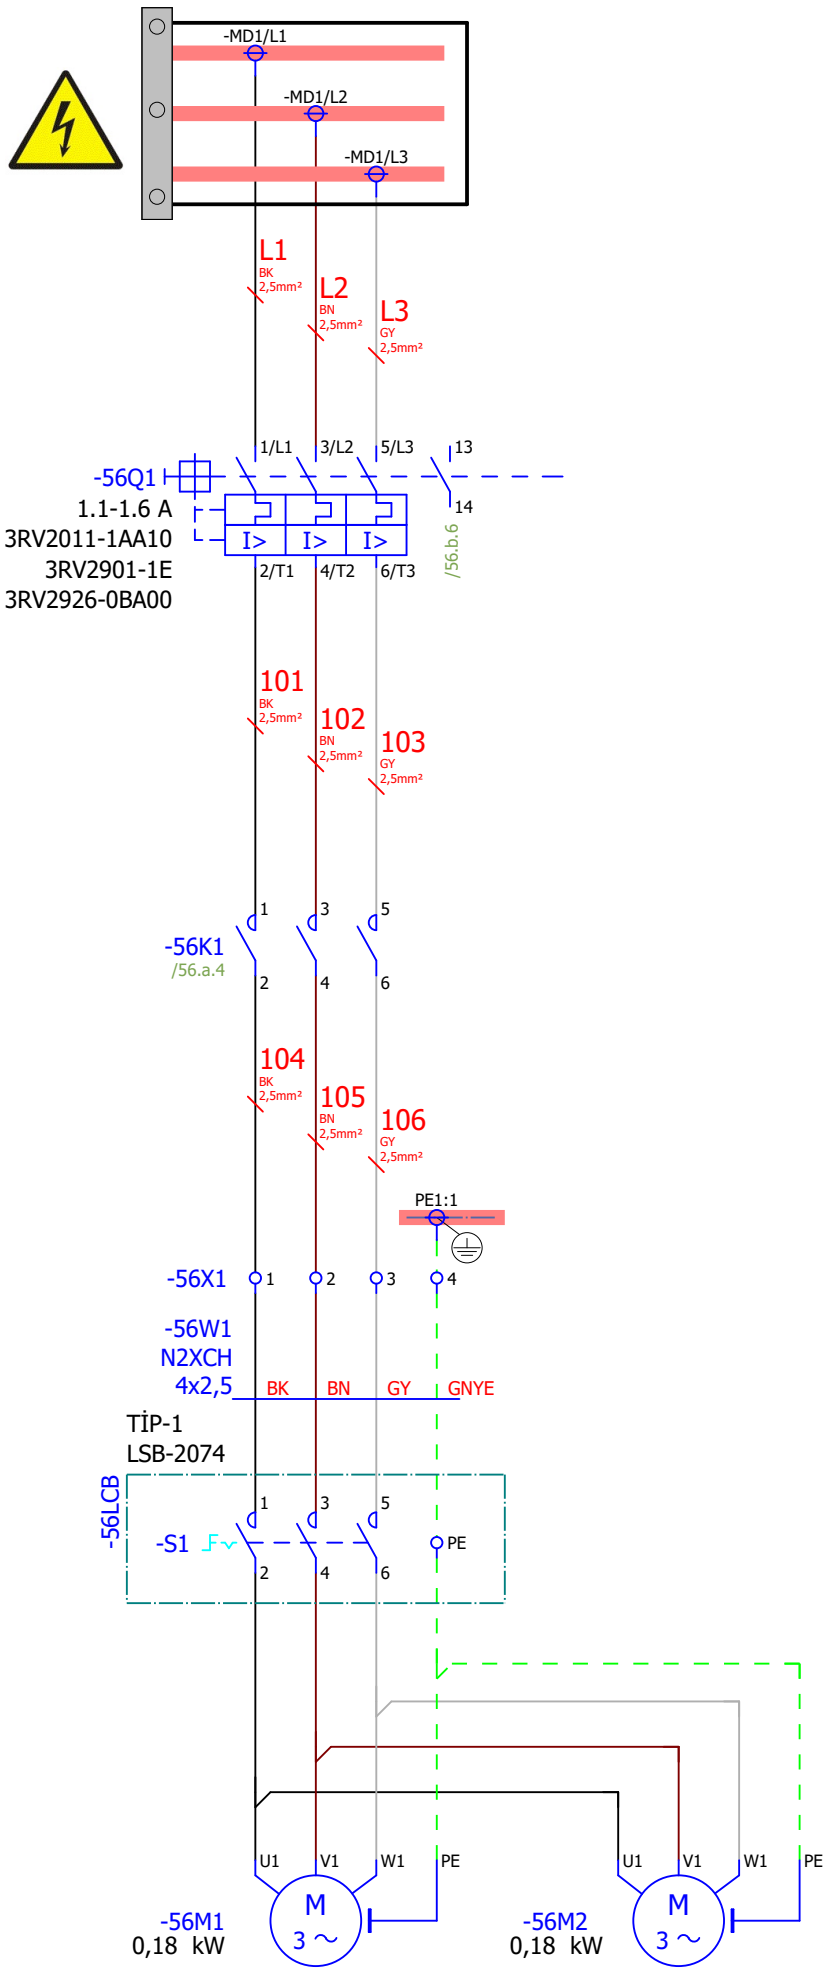 -MD1/L1
-MD1/L2
-MD1/L3
L1
BK
2,5mm²
L2
BN
2,5mm²
L3
GY
2,5mm²
1/L1 3/L2 5/L3 13
-56Q1
14
1.1-1.6 A
3RV2011-1AA10
I> I> I>
/56.b.6
3RV2901-1E
2/T1 4/T2 6/T3
3RV2926-0BA00
101
BK
2,5mm²
102
BN
2,5mm²
103
GY
2,5mm²
1 3 5
-56K1
/56.a.4
2 4 6
104
BK
2,5mm²
105
BN
2,5mm²
106
GY
2,5mm²
PE1:1
-56X1 1 2 3 4
-56W1
N2XCH
4x2,5 BK BN GY GNYE
TİP-1
LSB-2074
-56LCB
1 3 5
-S1 PE
2 4 6
U1 V1 W1 PE U1 V1 W1 PE
M M
3 ~ 3 ~
-56M1 -56M2
0,18 kW 0,18 kW